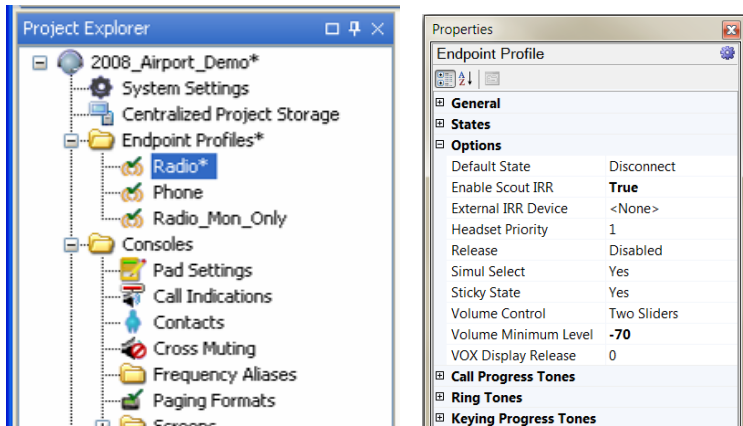 Project Explorer
2008_Airport_Demo*
System Settings
Centralized Project Storage
Endpoint Profiles*
Radio*
Phone
Radio_Mon_Only
Consoles
Pad Settings
Call Indications
Contacts
Cross Muting
Frequency Aliases
Paging Formats
Screens
Properties
Endpoint Profile
General
States
Options
Default State Disconnect
Enable Scout IRR True
External IRR Device <None>
Headset Priority 1
Release Disabled
Simul Select Yes
Sticky State Yes
Volume Control Two Sliders
Volume Minimum Level -70
VOX Display Release 0
Call Progress Tones
Ring Tones
Keying Progress Tones